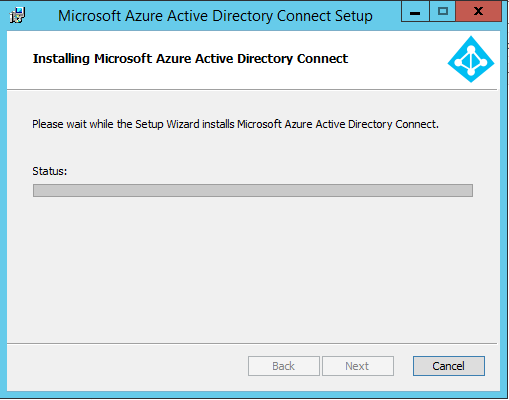 Microsoft Azure Active Directory Connect Setup
Installing Microsoft Azure Active Directory Connect
Please wait while the Setup Wizard installs Microsoft Azure Active Directory Connect.
Status:
Back Next Cancel